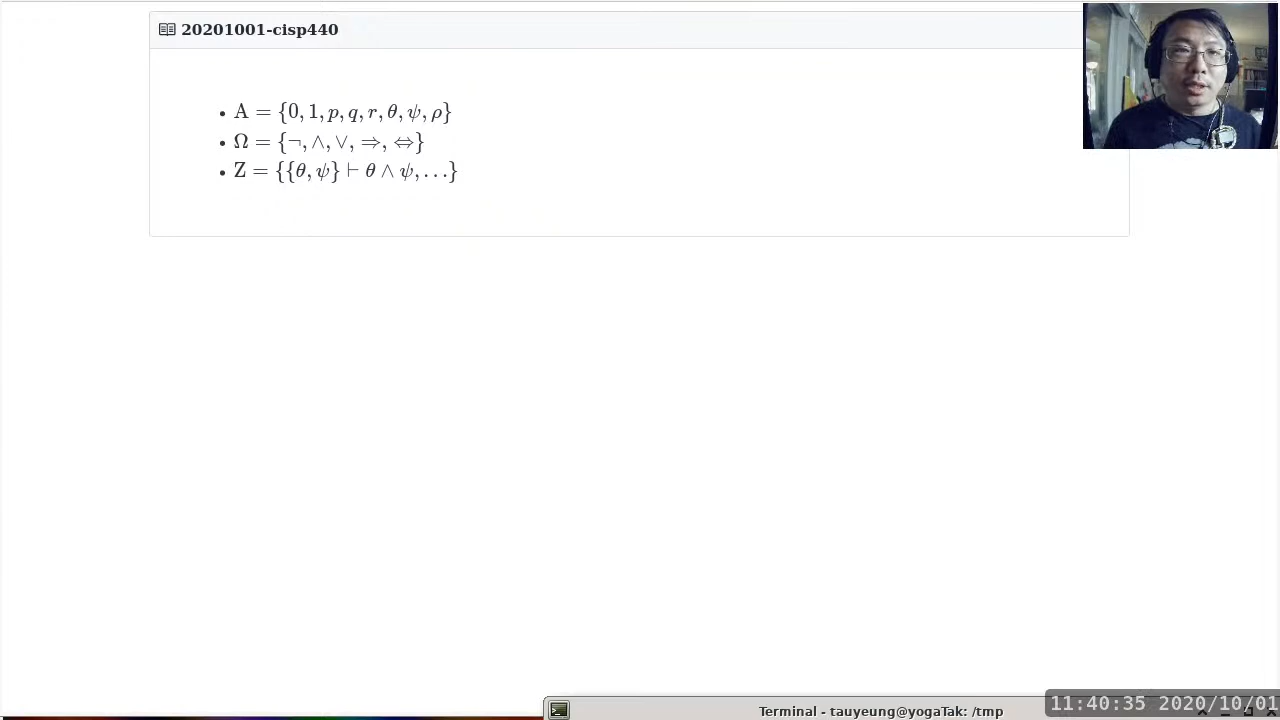 20201001-cisp440
• A = {0, 1, p, q, r, θ, ψ, ρ}
• Ω = {¬, ∧, ∨, ⇒, ⇔}
• Z = {{θ, ψ} ⊢ θ ∧ ψ, …}
Terminal - tauyeung@yogaTak: /tmp
11:40:35 2020/10/01